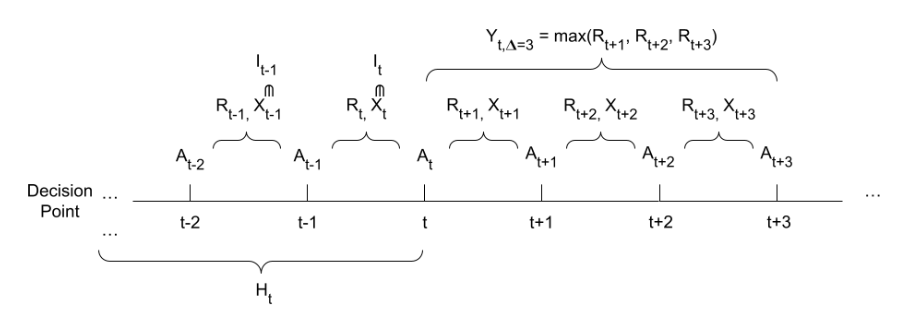 Y_{t,Δ=3} = max(R_{t+1}, R_{t+2}, R_{t+3})
I_{t-1} I_t
⋒ ⋒
R_{t-1}, X_{t-1} R_t, X_t R_{t+1}, X_{t+1} R_{t+2}, X_{t+2} R_{t+3}, X_{t+3}
A_{t-2} A_{t-1} A_t A_{t+1} A_{t+2} A_{t+3}
Decision ... ...
Point t-2 t-1 t t+1 t+2 t+3
...
H_t